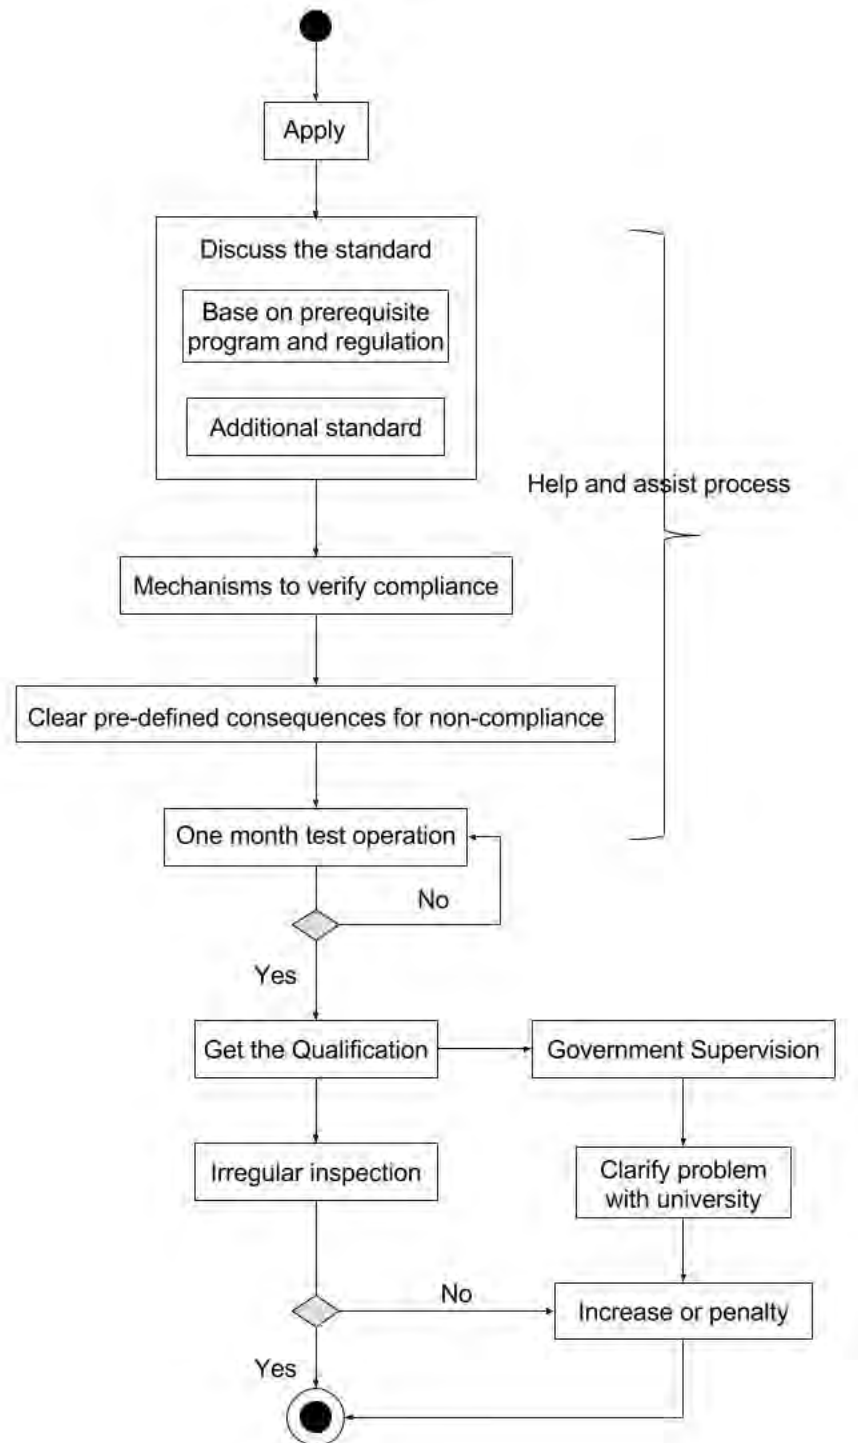 Apply
Discuss the standard
Base on prerequisite
program and regulation
Additional standard
Help and assist process
Mechanisms to verify compliance
Clear pre-defined consequences for non-compliance
One month test operation
No
Yes
Get the Qualification
Government Supervision
Irregular inspection
Clarify problem
with university
No
Increase or penalty
Yes